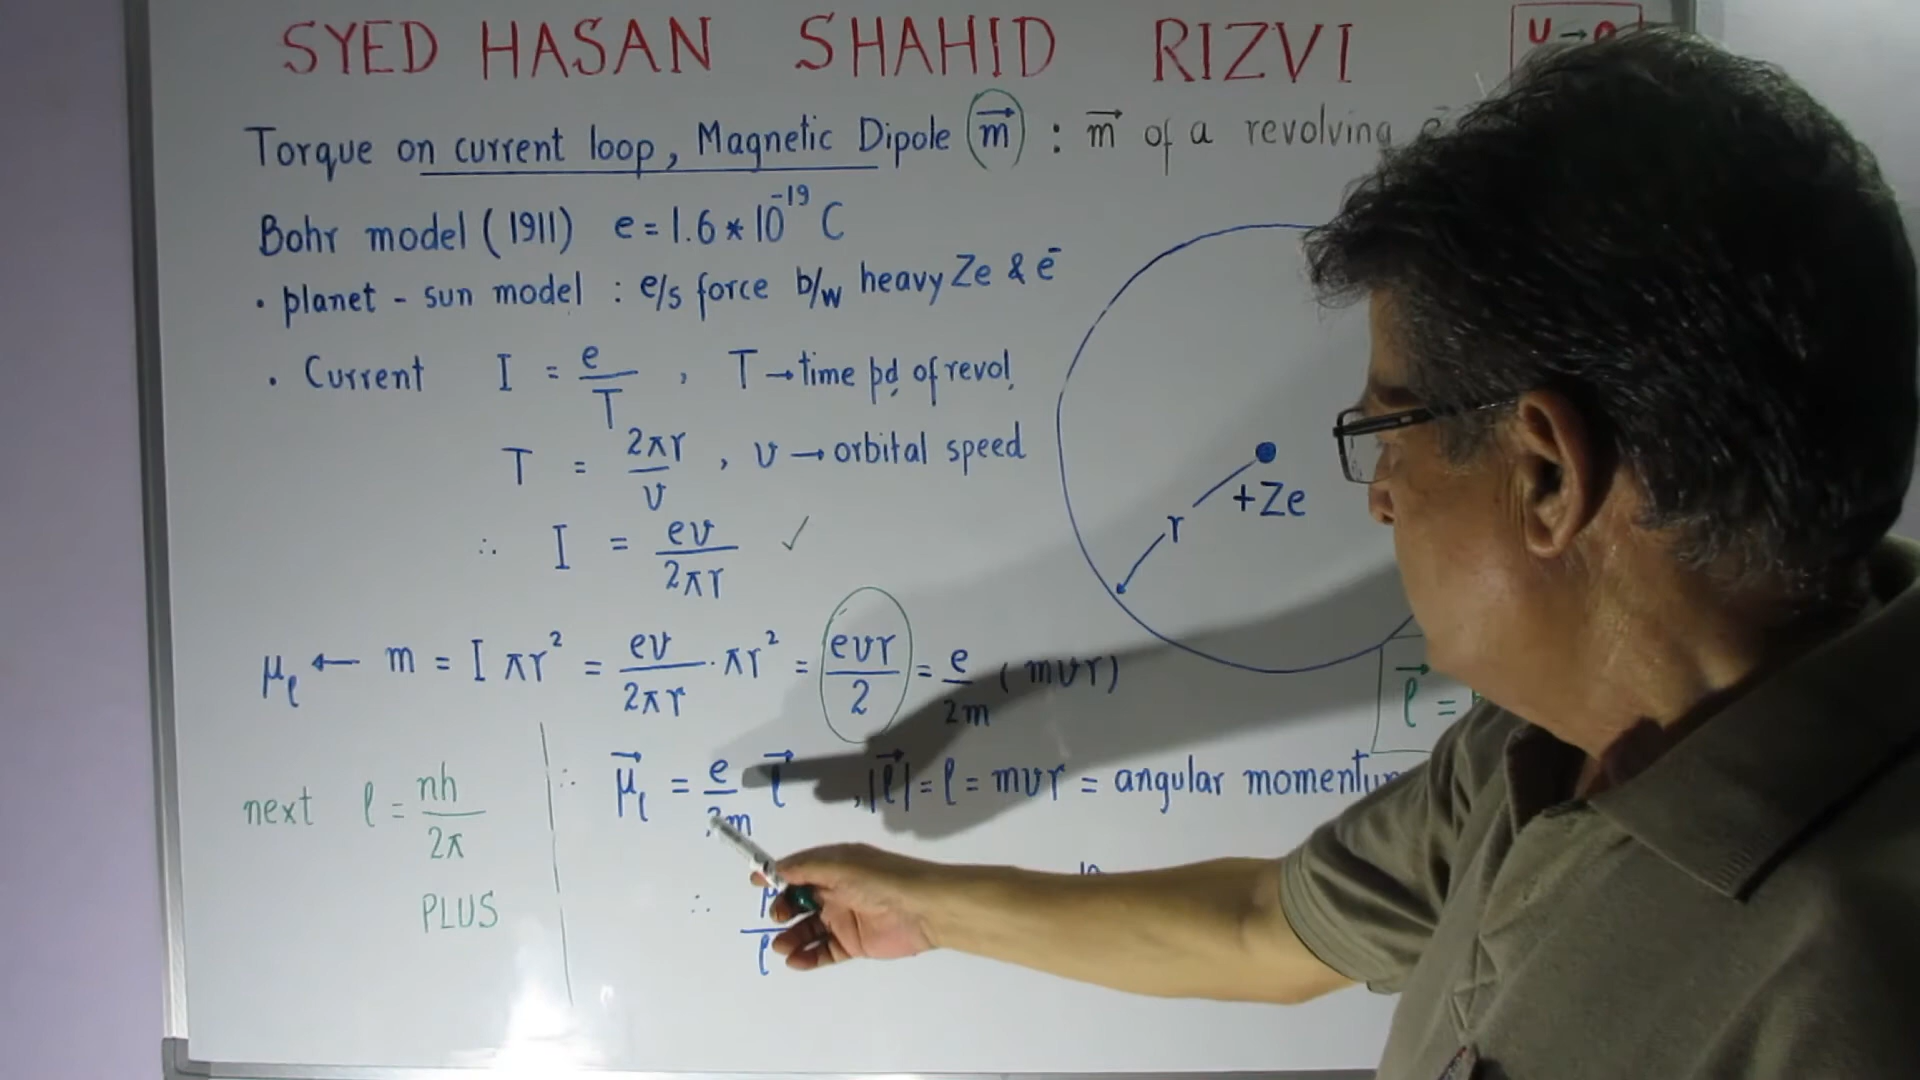 SYED HASAN SHAHID RIZVI
Torque on current loop, Magnetic Dipole (m⃗) : m⃗ of a revolving
Bohr model (1911) e = 1.6 * 10⁻¹⁹ C
• planet - sun model : e/s force b/w heavy Ze & e⁻
• Current I = e/T , T → time pd. of revol.
T = 2πr/v , v → orbital speed
∴ I = ev/2πr ✓
+Ze
r
μℓ ← m = I πr² = ev/2πr · πr² = evr/2 = e/2m (mvr)
ℓ⃗ =
∴ μ⃗ℓ = e/2m ℓ⃗ , |ℓ⃗| = ℓ = mvr = angular momentum
next ℓ = nh/2π
PLUS